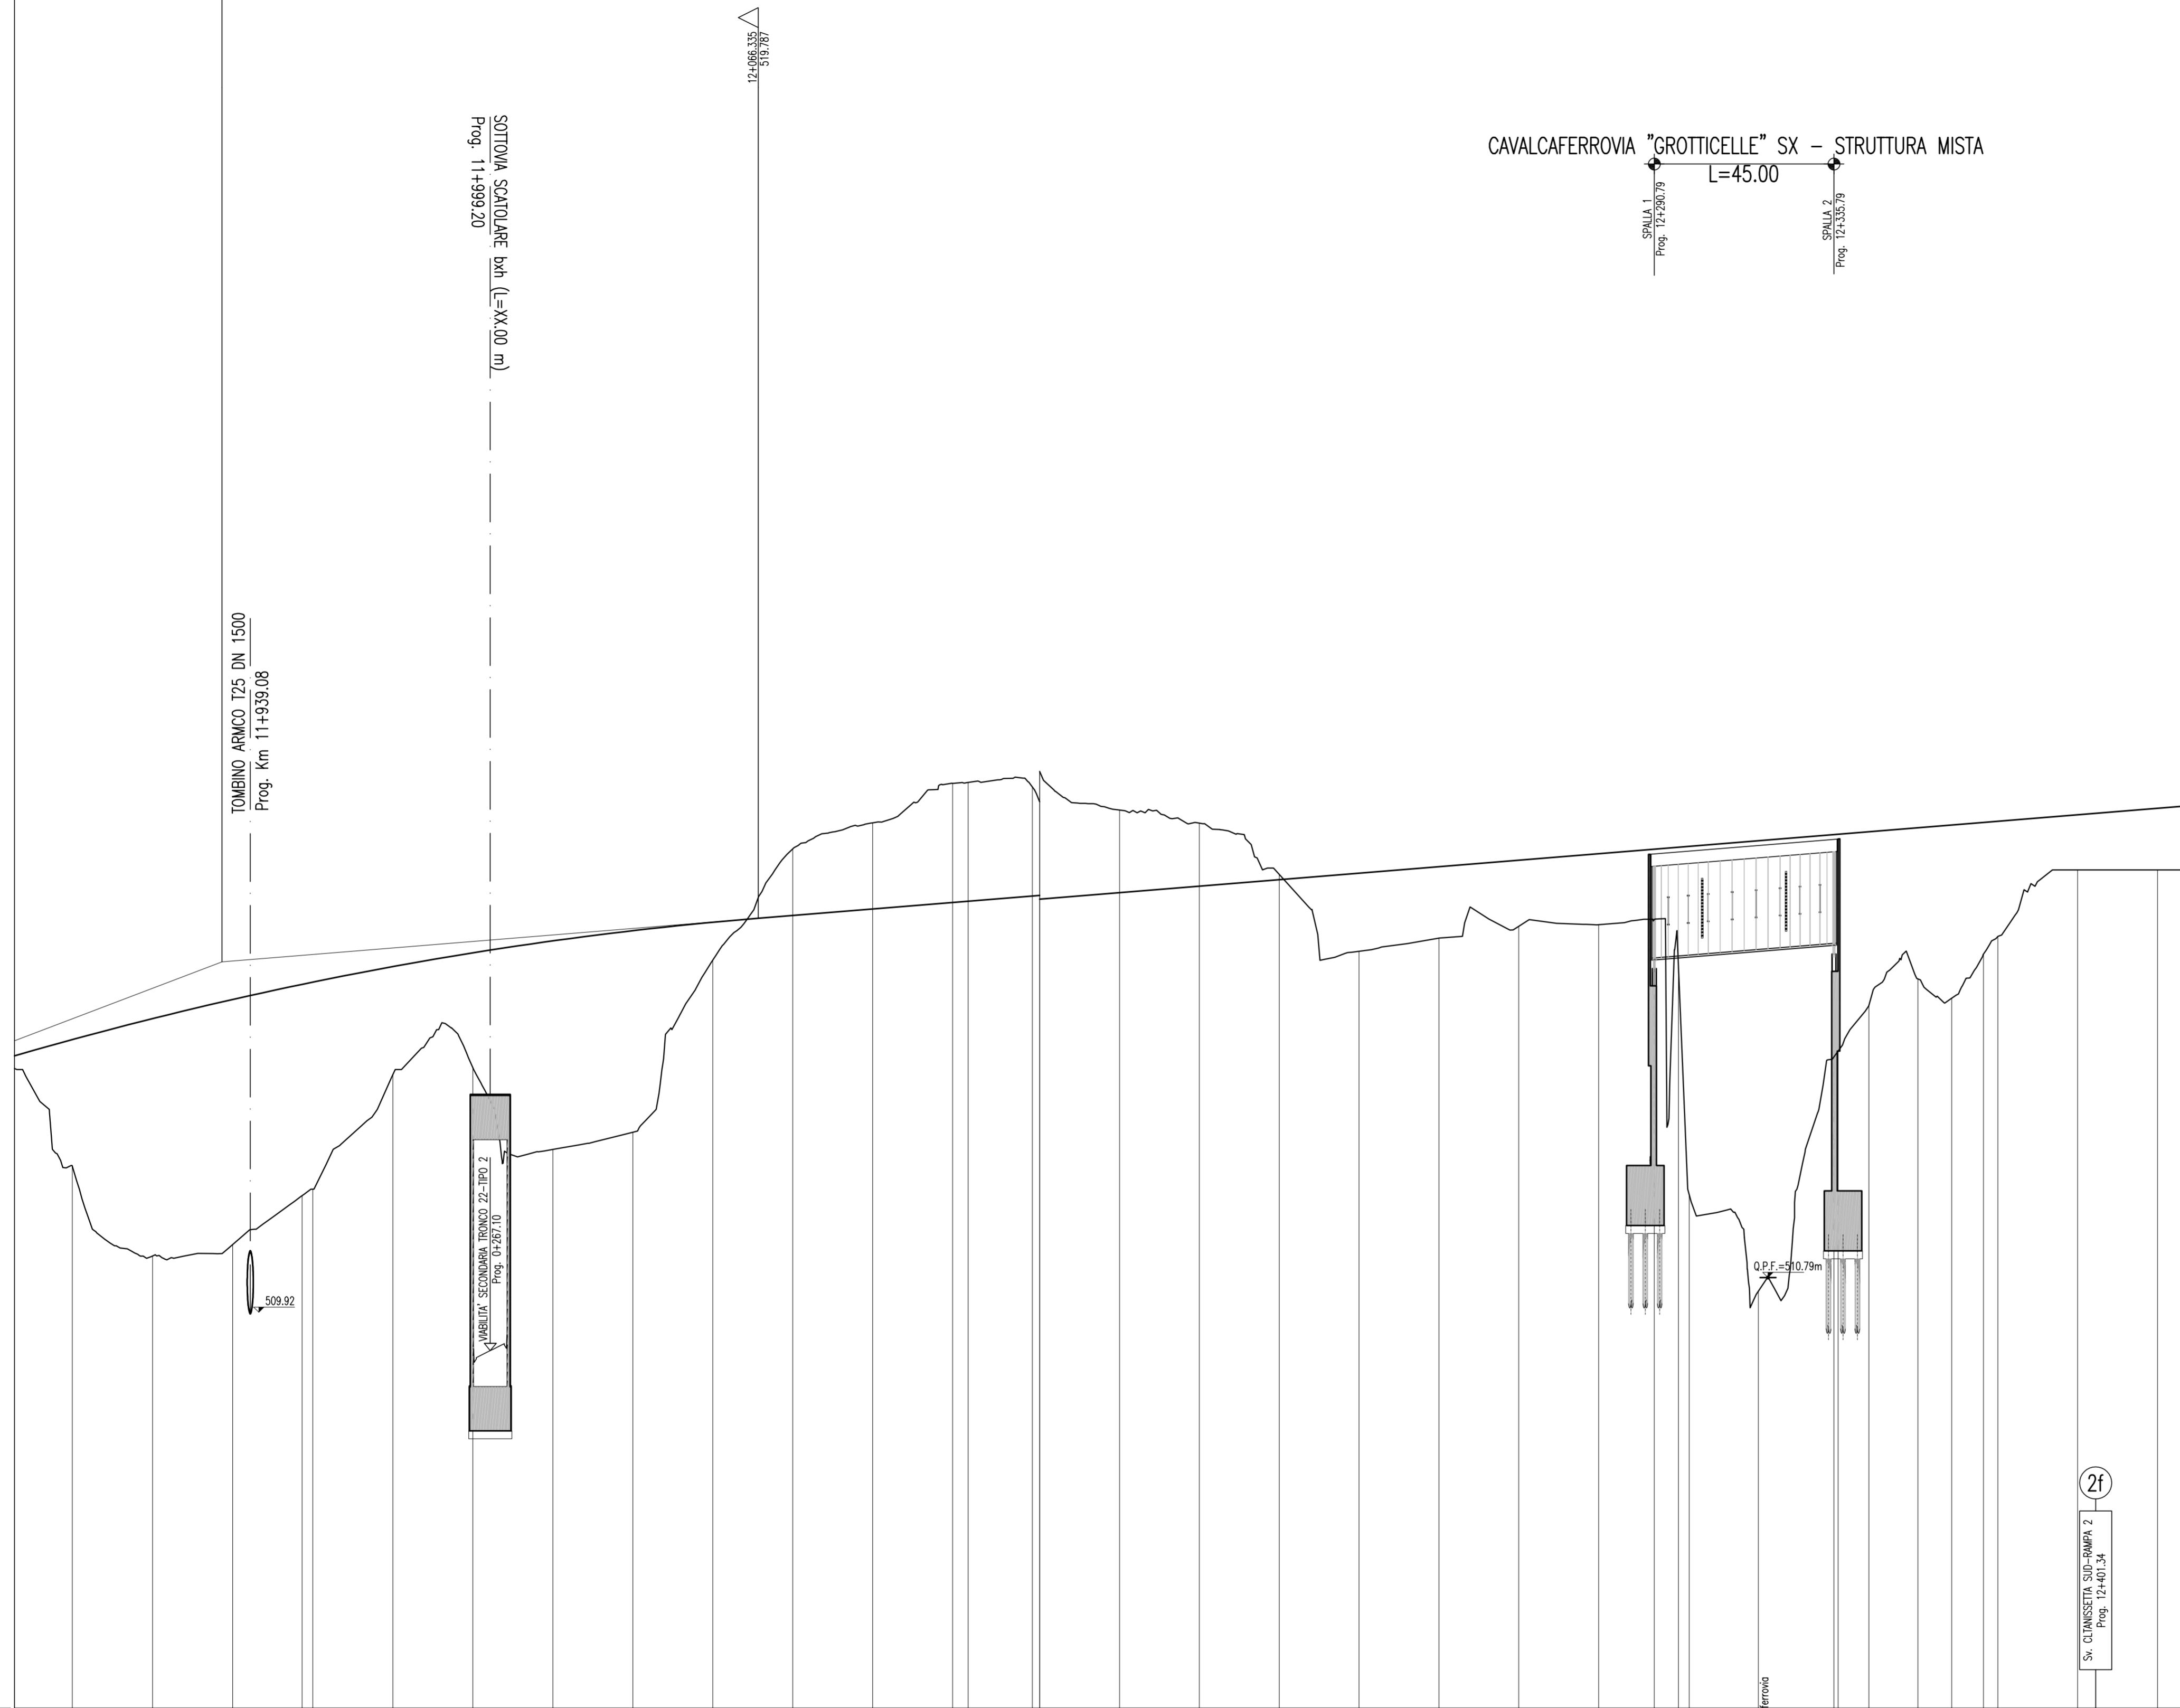 12+066.335
519.787
SOTTOVIA SCATOLARE bxh (L=XX.00 m)
Prog. 11+999.20
CAVALCAFERROVIA "GROTTICELLE" SX – STRUTTURA MISTA
L=45.00
SPALLA 1
Prog. 12+290.79
SPALLA 2
Prog. 12+335.79
TOMBINO ARMCO T25 DN 1500
Prog. Km 11+939.08
509.92
VIABILITA' SECONDARIA TRONCO 22-TIPO 2
Prog. 0+267.10
Q.P.F.=510.79m
2f
Sv. CLTANISSETTA SUD-RAMPA 2
Prog. 12+401.34
ferrovia